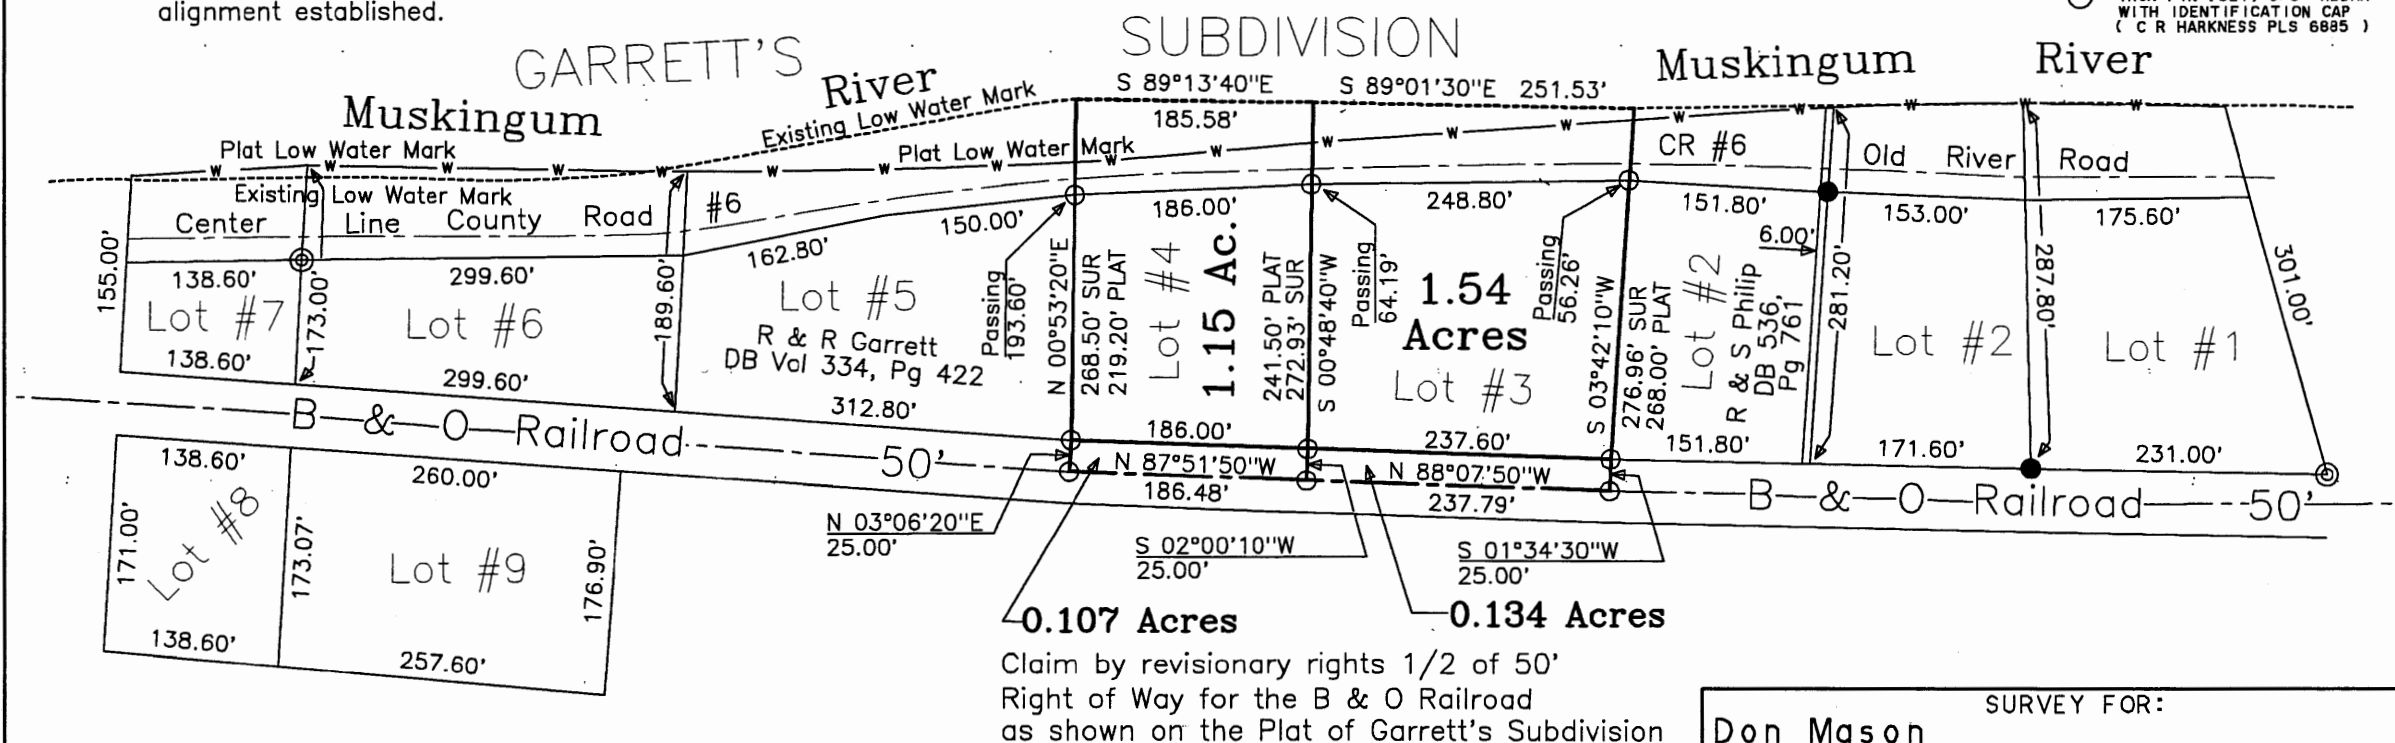 alignment established.
WITH IDENTIFICATION CAP
( C R HARKNESS PLS 6885 )
GARRETT'S SUBDIVISION
Muskingum River
Muskingum River
S 89°13'40"E
S 89°01'30"E 251.53'
185.58'
Existing Low Water Mark
Plat Low Water Mark
W W W W W W W W W W W W W W W W W
Plat Low Water Mark
Existing Low Water Mark
CR #6 Old River Road
Center Line County Road #6
138.60'
299.60'
162.80'
150.00'
186.00'
248.80'
151.80'
153.00'
175.60'
155.00'
Lot #7
138.60'
173.00'
Lot #6
299.60'
189.60'
Lot #5
R & R Garrett
DB Vol 334, Pg 422
312.80'
Passing
193.60'
N 00°53'20"E
268.50' SUR
219.20' PLAT
Lot #4
1.15 Ac.
241.50' PLAT
272.93' SUR
S 00°48'40"W
186.00'
Passing
64.19'
1.54
Acres
Lot #3
237.60'
Passing
56.26'
S 03°42'10"W
276.96' SUR
268.00' PLAT
Lot #2
R & S Philip
DB 536,
Pg 761
6.00'
151.80'
281.20'
Lot #2
171.60'
287.80'
Lot #1
231.00'
301.00'
B & O Railroad 50'
N 87°51'50"W
186.48'
N 88°07'50"W
237.79'
B & O Railroad 50'
138.60'
260.00'
171.00'
Lot #8
173.07'
Lot #9
176.90'
138.60'
257.60'
N 03°06'20"E
25.00'
S 02°00'10"W
25.00'
S 01°34'30"W
25.00'
0.107 Acres
0.134 Acres
Claim by revisionary rights 1/2 of 50'
Right of Way for the B & O Railroad
as shown on the Plat of Garrett's Subdivision
SURVEY FOR:
Don Mason